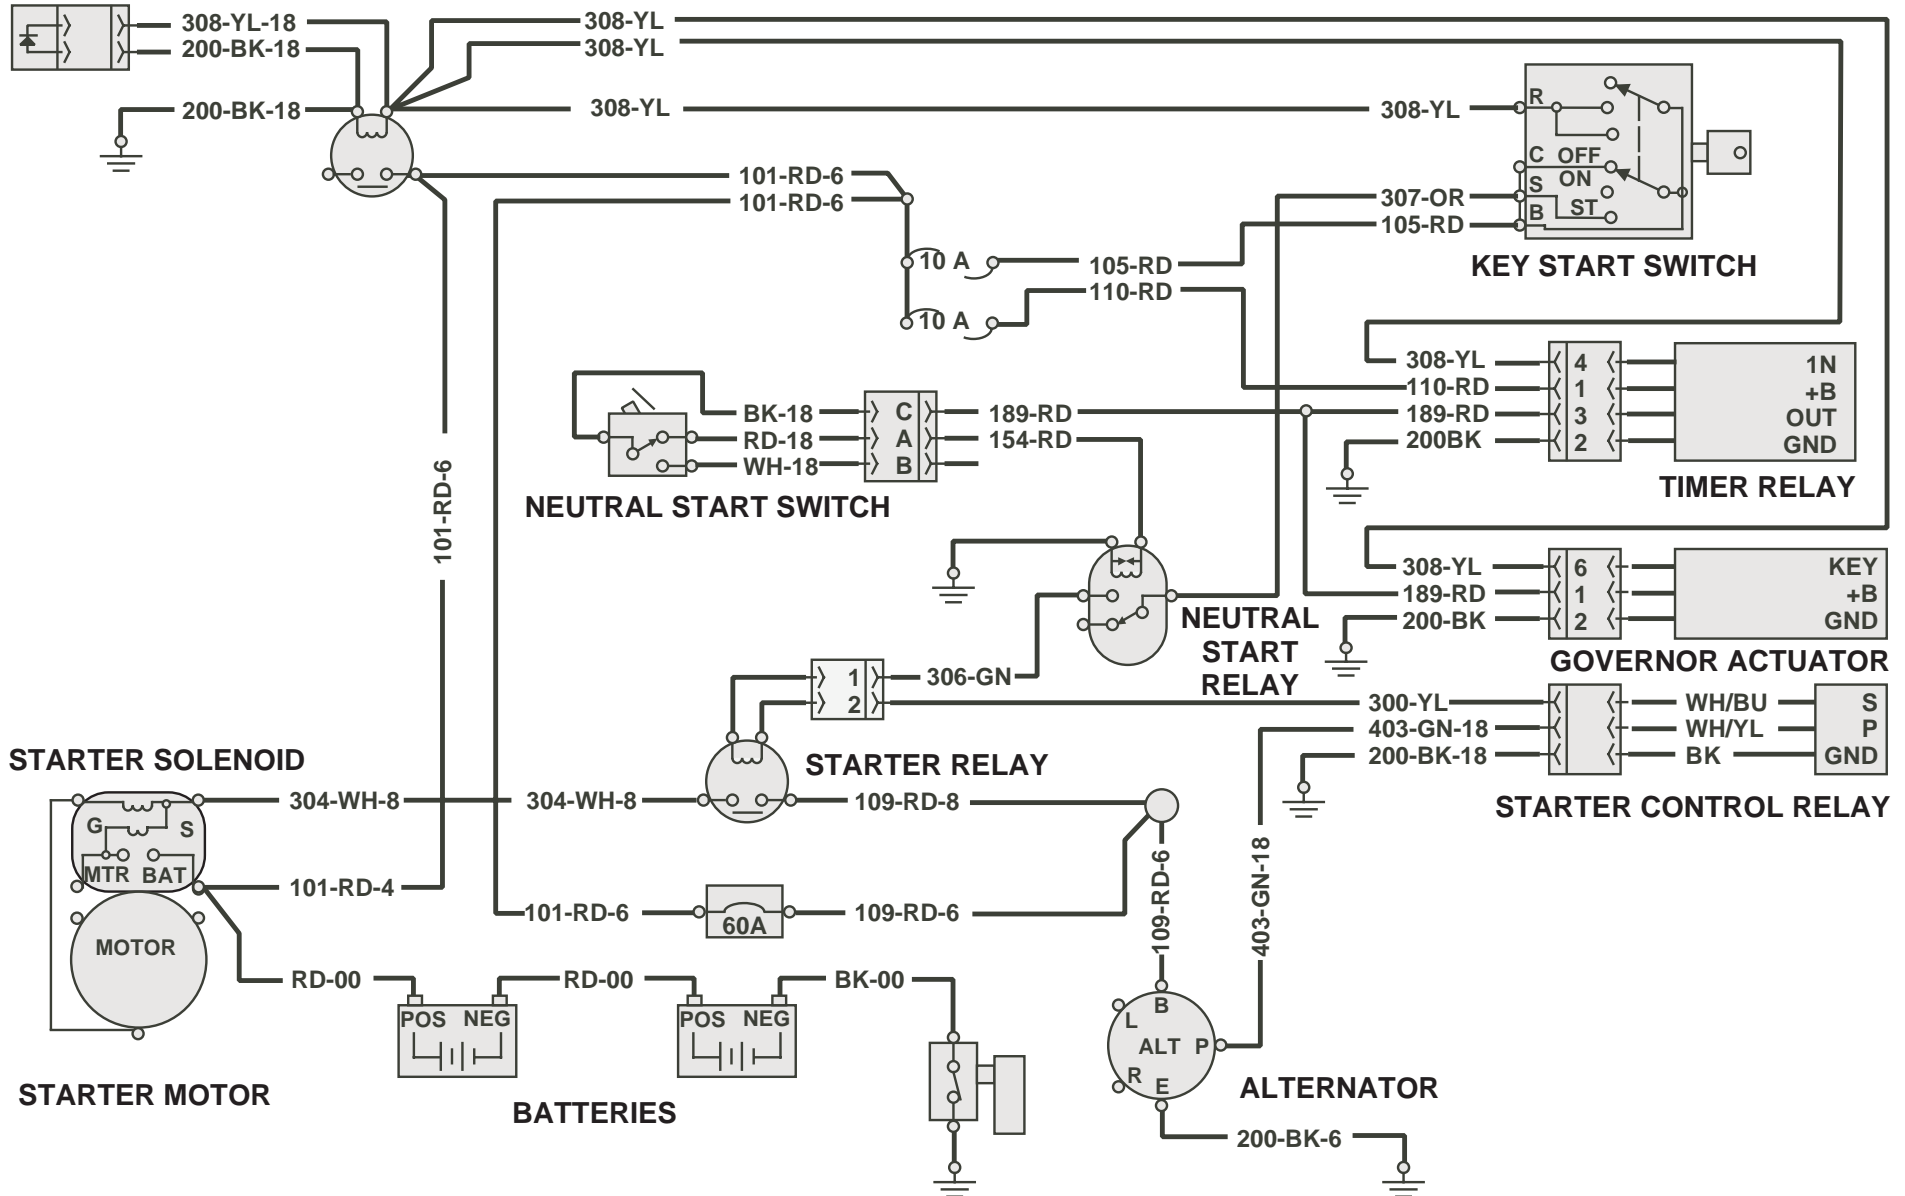 308-YL-18
200-BK-18
200-BK-18
308-YL
308-YL
308-YL
308-YL
R
C
OFF
ON
S
ST
B
307-OR
105-RD
KEY START SWITCH
101-RD-6
101-RD-6
10 A
105-RD
110-RD
10 A
308-YL
110-RD
189-RD
200BK
4
1
3
2
1N
+B
OUT
GND
TIMER RELAY
BK-18
RD-18
WH-18
C
A
B
189-RD
154-RD
NEUTRAL START SWITCH
101-RD-6
308-YL
189-RD
200-BK
6
1
2
KEY
+B
GND
GOVERNOR ACTUATOR
NEUTRAL
START
RELAY
1
2
306-GN
300-YL
403-GN-18
200-BK-18
WH/BU
WH/YL
BK
S
P
GND
STARTER CONTROL RELAY
STARTER SOLENOID
STARTER RELAY
304-WH-8
304-WH-8
109-RD-8
G
S
MTR
BAT
101-RD-4
101-RD-6
60A
109-RD-6
109-RD-6
403-GN-18
MOTOR
RD-00
RD-00
BK-00
POS
NEG
POS
NEG
B
L
ALT
P
R
E
STARTER MOTOR
BATTERIES
ALTERNATOR
200-BK-6